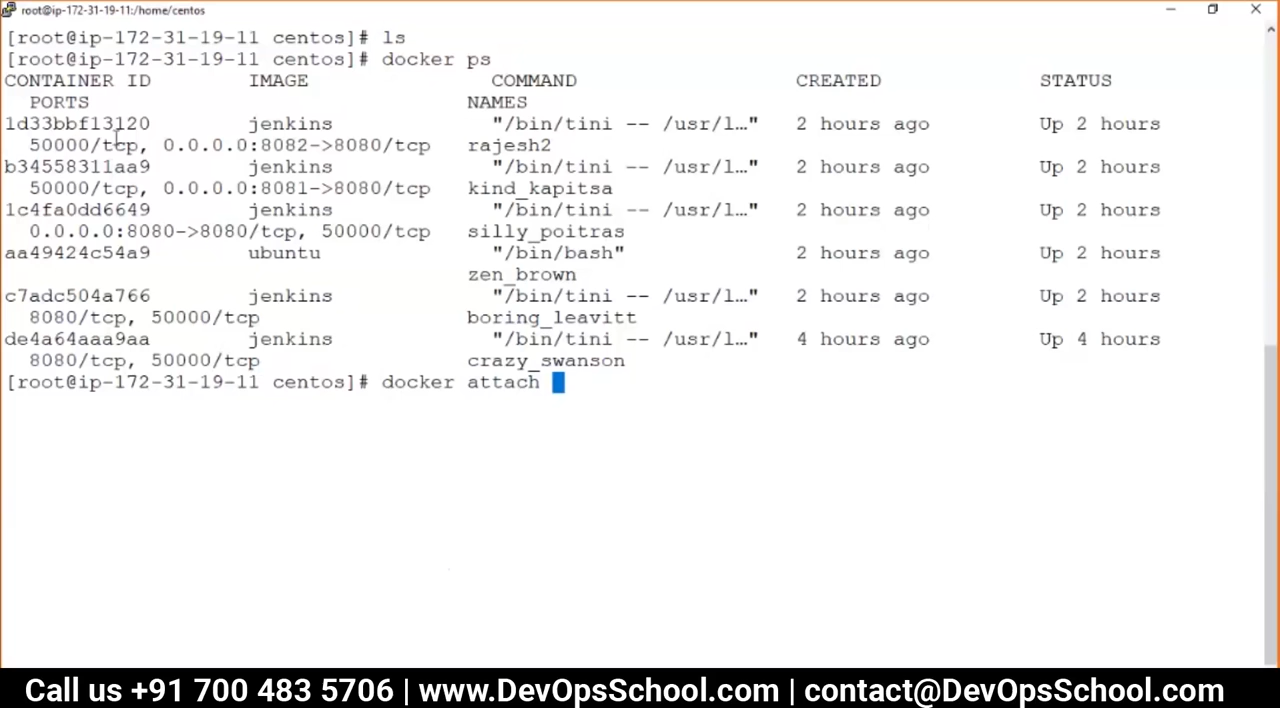 root@ip-172-31-19-11:/home/centos
[root@ip-172-31-19-11 centos]# ls
[root@ip-172-31-19-11 centos]# docker ps
CONTAINER ID        IMAGE               COMMAND                  CREATED             STATUS
  PORTS                               NAMES
1d33bbf13120        jenkins             "/bin/tini -- /usr/l…"   2 hours ago         Up 2 hours
  50000/tcp, 0.0.0.0:8082->8080/tcp   rajesh2
b34558311aa9        jenkins             "/bin/tini -- /usr/l…"   2 hours ago         Up 2 hours
  50000/tcp, 0.0.0.0:8081->8080/tcp   kind_kapitsa
1c4fa0dd6649        jenkins             "/bin/tini -- /usr/l…"   2 hours ago         Up 2 hours
  0.0.0.0:8080->8080/tcp, 50000/tcp   silly_poitras
aa49424c54a9        ubuntu              "/bin/bash"              2 hours ago         Up 2 hours
                                      zen_brown
c7adc504a766        jenkins             "/bin/tini -- /usr/l…"   2 hours ago         Up 2 hours
  8080/tcp, 50000/tcp                 boring_leavitt
de4a64aaa9aa        jenkins             "/bin/tini -- /usr/l…"   4 hours ago         Up 4 hours
  8080/tcp, 50000/tcp                 crazy_swanson
[root@ip-172-31-19-11 centos]# docker attach
Call us +91 700 483 5706 | www.DevOpsSchool.com | contact@DevOpsSchool.com